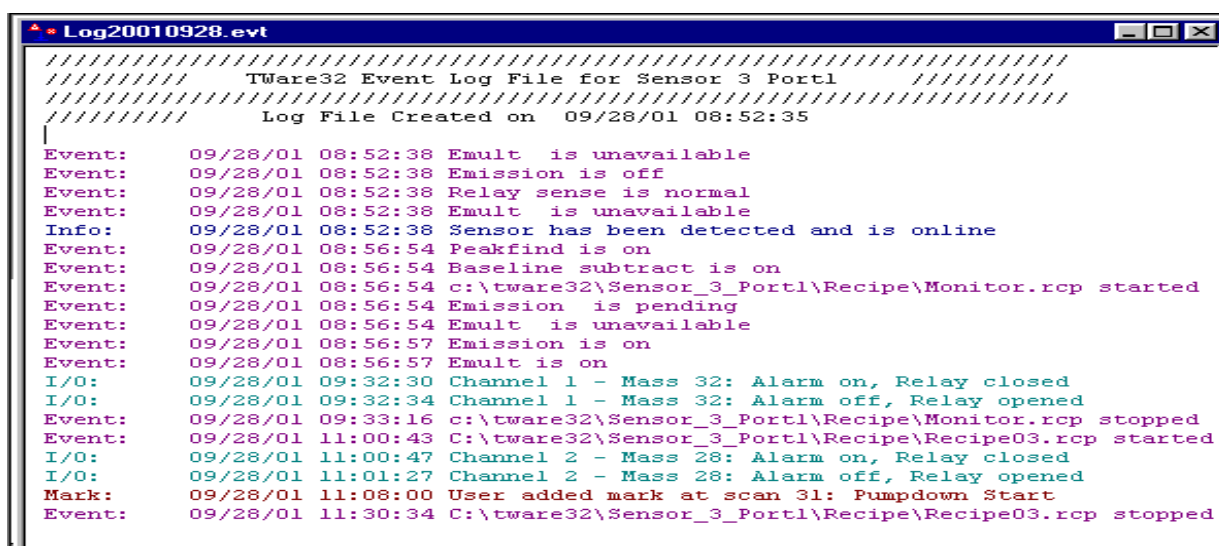 Log20010928.evt
//////////////////////////////////////////////////////////////////////
//////////    TWare32 Event Log File for Sensor 3 Port1     //////////
//////////////////////////////////////////////////////////////////////
//////////     Log File Created on  09/28/01 08:52:35
Event:    09/28/01 08:52:38 Emult  is unavailable
Event:    09/28/01 08:52:38 Emission is off
Event:    09/28/01 08:52:38 Relay sense is normal
Event:    09/28/01 08:52:38 Emult  is unavailable
Info:     09/28/01 08:52:38 Sensor has been detected and is online
Event:    09/28/01 08:56:54 Peakfind is on
Event:    09/28/01 08:56:54 Baseline subtract is on
Event:    09/28/01 08:56:54 c:\tware32\Sensor_3_Port1\Recipe\Monitor.rcp started
Event:    09/28/01 08:56:54 Emission  is pending
Event:    09/28/01 08:56:54 Emult  is unavailable
Event:    09/28/01 08:56:57 Emission is on
Event:    09/28/01 08:56:57 Emult is on
I/O:      09/28/01 09:32:30 Channel 1 - Mass 32: Alarm on, Relay closed
I/O:      09/28/01 09:32:34 Channel 1 - Mass 32: Alarm off, Relay opened
Event:    09/28/01 09:33:16 c:\tware32\Sensor_3_Port1\Recipe\Monitor.rcp stopped
Event:    09/28/01 11:00:43 C:\tware32\Sensor_3_Port1\Recipe\Recipe03.rcp started
I/O:      09/28/01 11:00:47 Channel 2 - Mass 28: Alarm on, Relay closed
I/O:      09/28/01 11:01:27 Channel 2 - Mass 28: Alarm off, Relay opened
Mark:     09/28/01 11:08:00 User added mark at scan 31: Pumpdown Start
Event:    09/28/01 11:30:34 C:\tware32\Sensor_3_Port1\Recipe\Recipe03.rcp stopped